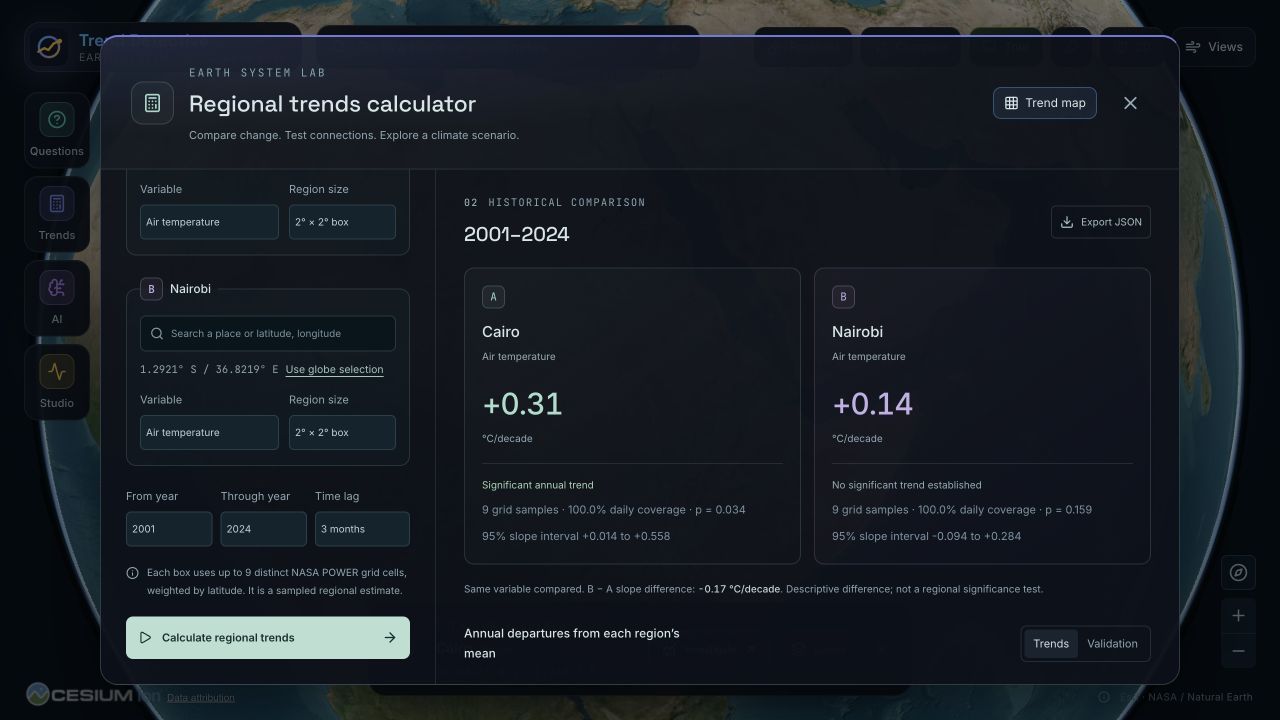 Trend Detective
EARTH SYSTEM LAB
Regional trends calculator
Compare change. Test connections. Explore a climate scenario.
Trend map
Views
Questions
Trends
AI
Studio
Variable
Region size
Air temperature
2° × 2° box
B Nairobi
Search a place or latitude, longitude
1.2921° S / 36.8219° E Use globe selection
Variable
Region size
Air temperature
2° × 2° box
From year
Through year
Time lag
2001
2024
3 months
Each box uses up to 9 distinct NASA POWER grid cells,
weighted by latitude. It is a sampled regional estimate.
Calculate regional trends
02 HISTORICAL COMPARISON
2001–2024
Export JSON
A
Cairo
Air temperature
+0.31
°C/decade
Significant annual trend
9 grid samples · 100.0% daily coverage · p = 0.034
95% slope interval +0.014 to +0.558
B
Nairobi
Air temperature
+0.14
°C/decade
No significant trend established
9 grid samples · 100.0% daily coverage · p = 0.159
95% slope interval -0.094 to +0.284
Same variable compared. B − A slope difference: -0.17 °C/decade. Descriptive difference; not a regional significance test.
Annual departures from each region's
mean
Trends
Validation
CESIUM ion
Data attribution
NASA / Natural Earth